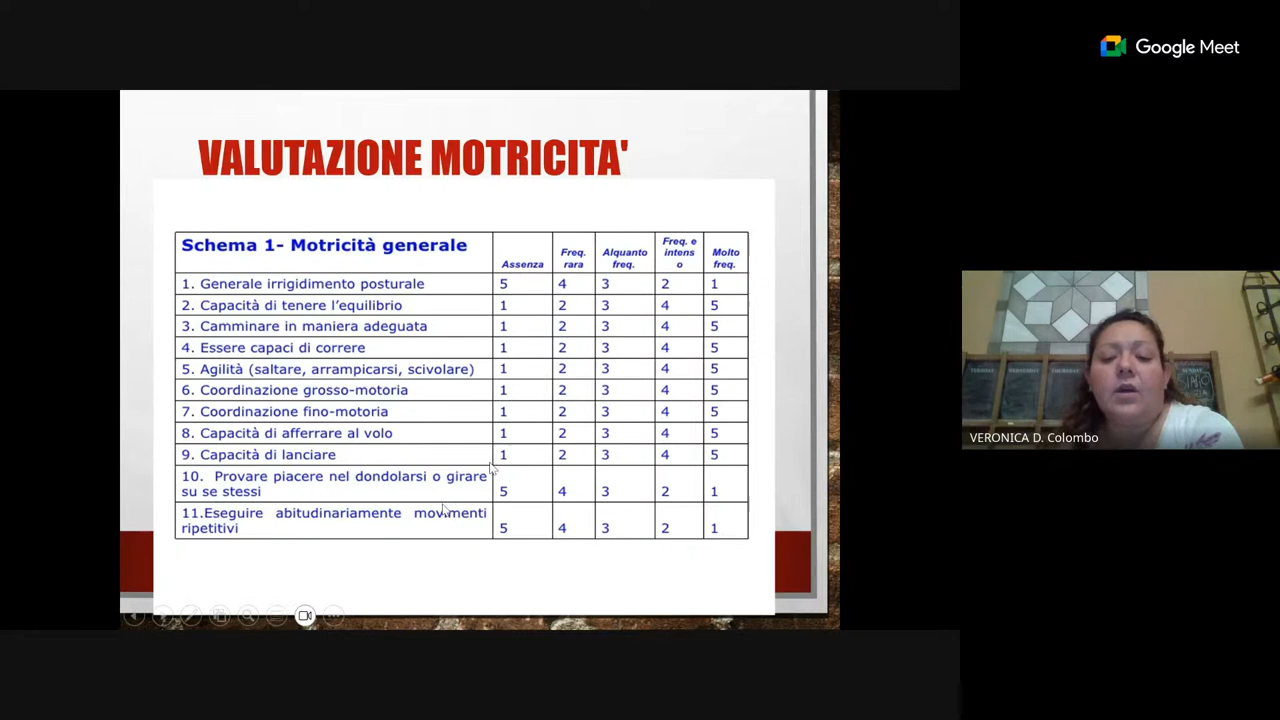 Google Meet
VALUTAZIONE MOTRICITA'
Schema 1- Motricità generale
Assenza
Freq. rara
Alquanto freq.
Freq. e intens o
Molto freq.
1. Generale irrigidimento posturale 5 4 3 2 1
2. Capacità di tenere l'equilibrio 1 2 3 4 5
3. Camminare in maniera adeguata 1 2 3 4 5
4. Essere capaci di correre 1 2 3 4 5
5. Agilità (saltare, arrampicarsi, scivolare) 1 2 3 4 5
6. Coordinazione grosso-motoria 1 2 3 4 5
7. Coordinazione fino-motoria 1 2 3 4 5
8. Capacità di afferrare al volo 1 2 3 4 5
9. Capacità di lanciare 1 2 3 4 5
10. Provare piacere nel dondolarsi o girare
su se stessi 5 4 3 2 1
11.Eseguire abitudinariamente movimenti
ripetitivi 5 4 3 2 1
VERONICA D. Colombo